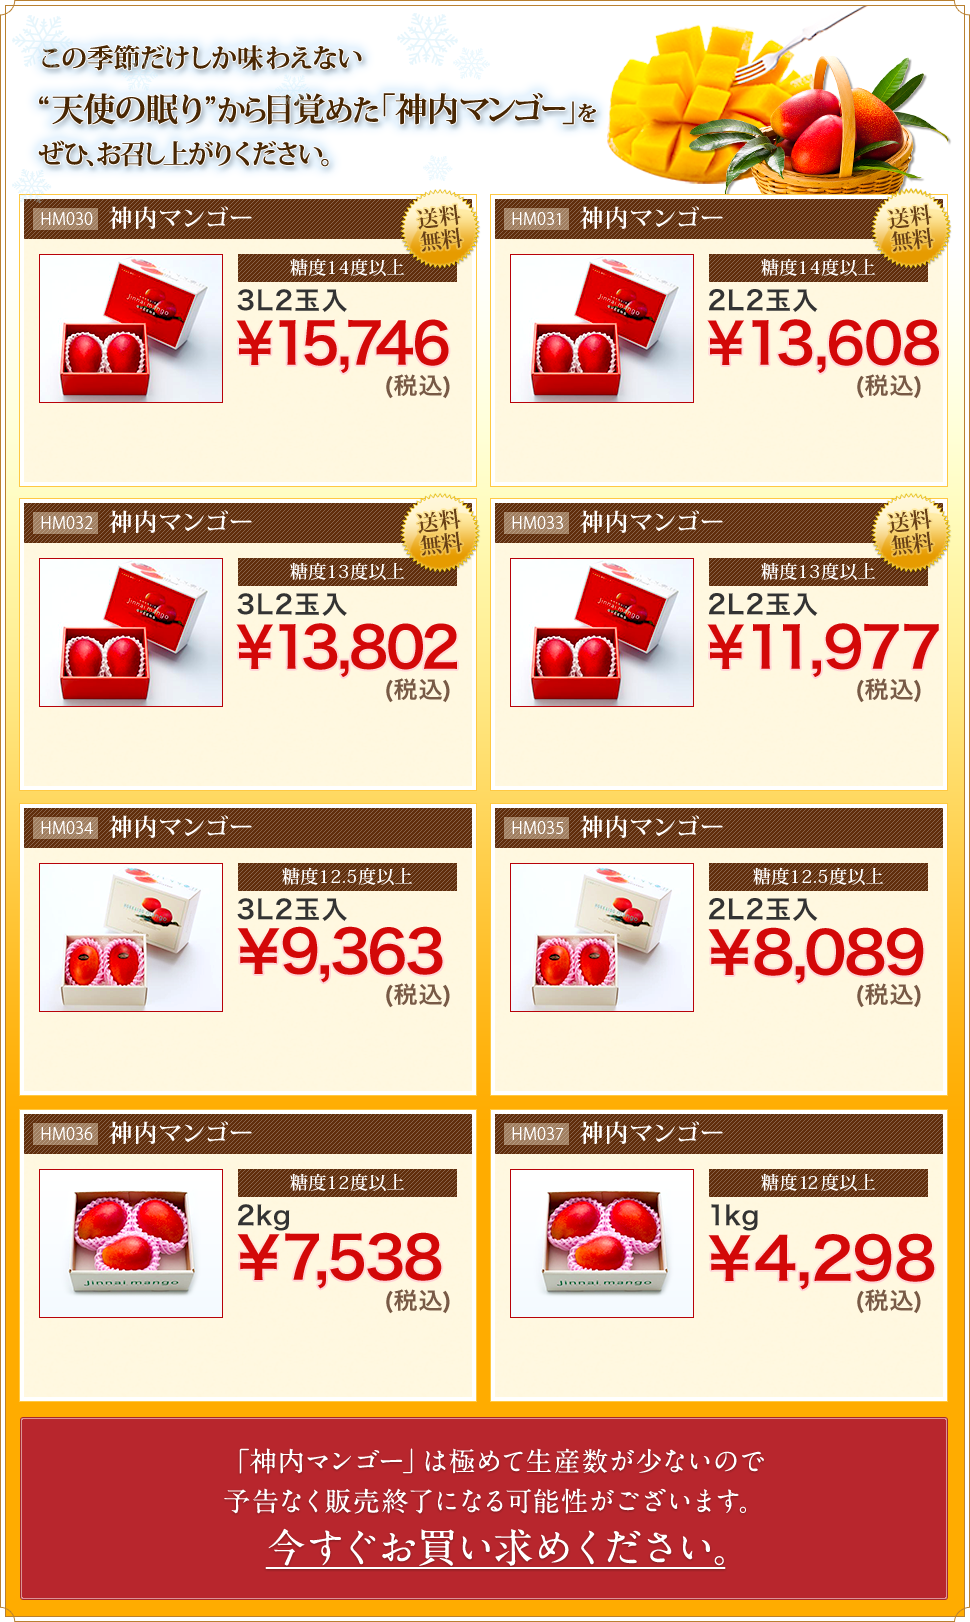 この季節だけしか味わえない
“天使の眠り”から目覚めた「神内マンゴー」を
ぜひ、お召し上がりください。
HM030 神内マンゴー
送料
無料
糖度14度以上
3L2玉入
¥15,746
(税込)
jinnai mango
HM031 神内マンゴー
送料
無料
糖度14度以上
2L2玉入
¥13,608
(税込)
jinnai mango
HM032 神内マンゴー
送料
無料
糖度13度以上
3L2玉入
¥13,802
(税込)
jinnai mango
HM033 神内マンゴー
送料
無料
糖度13度以上
2L2玉入
¥11,977
(税込)
jinnai mango
HM034 神内マンゴー
糖度12.5度以上
3L2玉入
¥9,363
(税込)
HM035 神内マンゴー
糖度12.5度以上
2L2玉入
¥8,089
(税込)
HM036 神内マンゴー
糖度12度以上
2kg
¥7,538
(税込)
jinnai mango
HM037 神内マンゴー
糖度12度以上
1kg
¥4,298
(税込)
jinnai mango
「神内マンゴー」は極めて生産数が少ないので
予告なく販売終了になる可能性がございます。
今すぐお買い求めください。